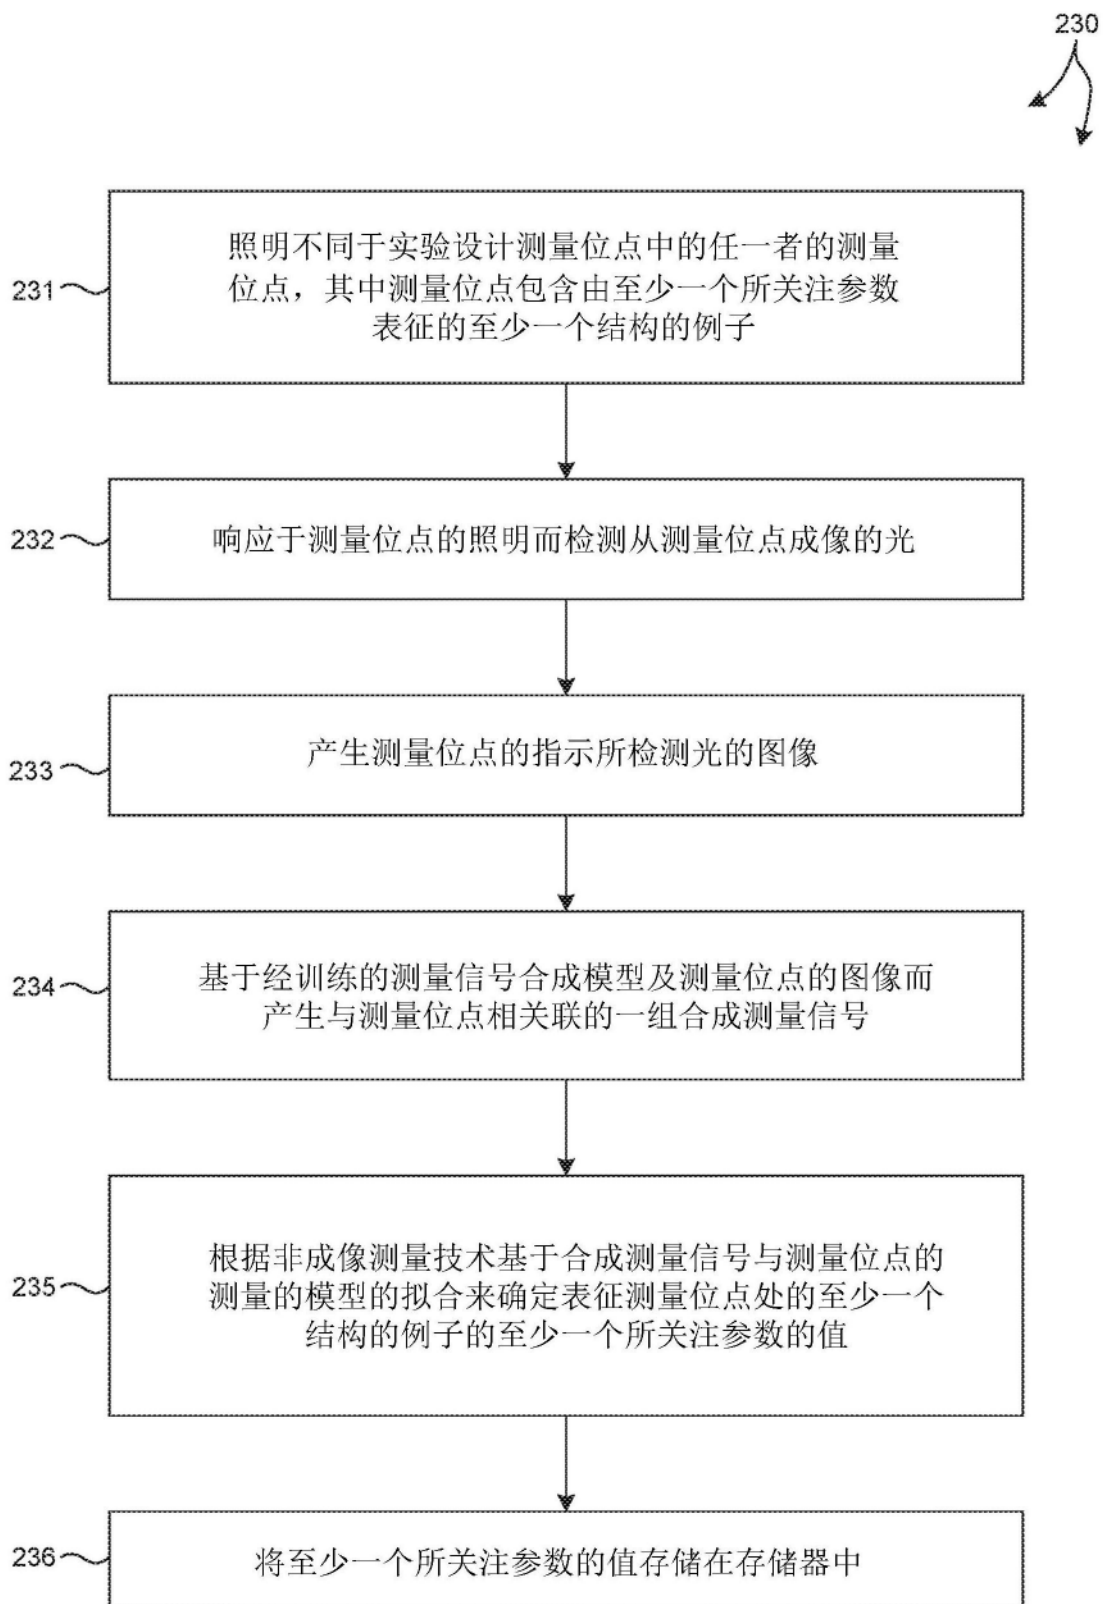 230
231
照明不同于实验设计测量位点中的任一者的测量
位点，其中测量位点包含由至少一个所关注参数
表征的至少一个结构的例子
232
响应于测量位点的照明而检测从测量位点成像的光
233
产生测量位点的指示所检测光的图像
234
基于经训练的测量信号合成模型及测量位点的图像而
产生与测量位点相关联的一组合成测量信号
235
根据非成像测量技术基于合成测量信号与测量位点的
测量的模型的拟合来确定表征测量位点处的至少一个
结构的例子的至少一个所关注参数的值
236
将至少一个所关注参数的值存储在存储器中